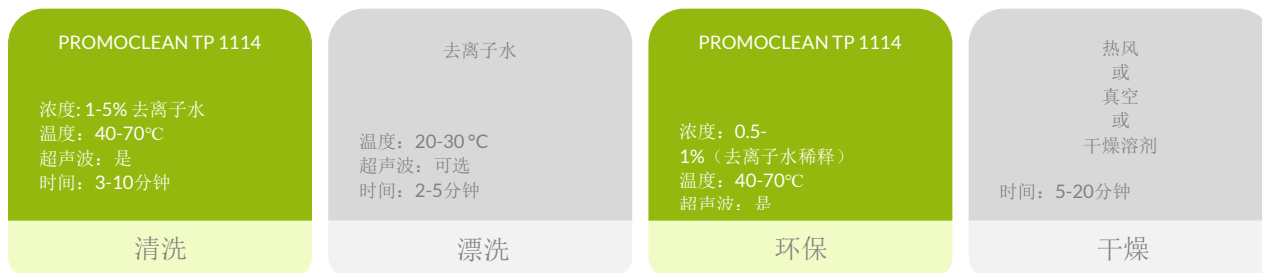 PROMOCLEAN TP 1114
浓度: 1-5% 去离子水
温度：40-70℃
超声波：是
时间：3-10分钟
清洗
去离子水
温度：20-30 °C
超声波：可选
时间：2-5分钟
漂洗
PROMOCLEAN TP 1114
浓度：0.5-
1%（去离子水稀释）
温度：40-70℃
超声波：是
环保
热风
或
真空
或
干燥溶剂
时间：5-20分钟
干燥